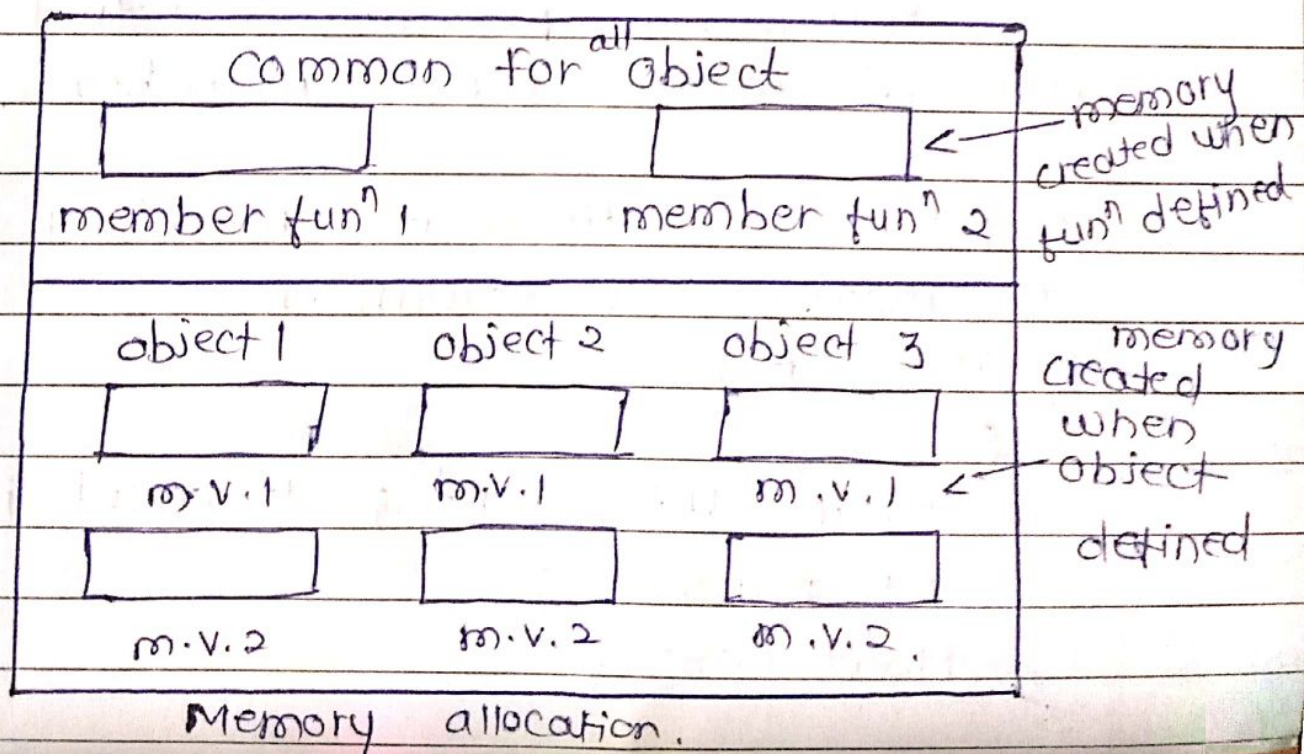 common for all object
memory
created when
funⁿ defined
member funⁿ 1
member funⁿ 2
object 1
object 2
object 3
memory
created
when
object
defined
m.v.1
m.v.1
m.v.1
m.v.2
m.v.2
m.v.2.
Memory allocation.